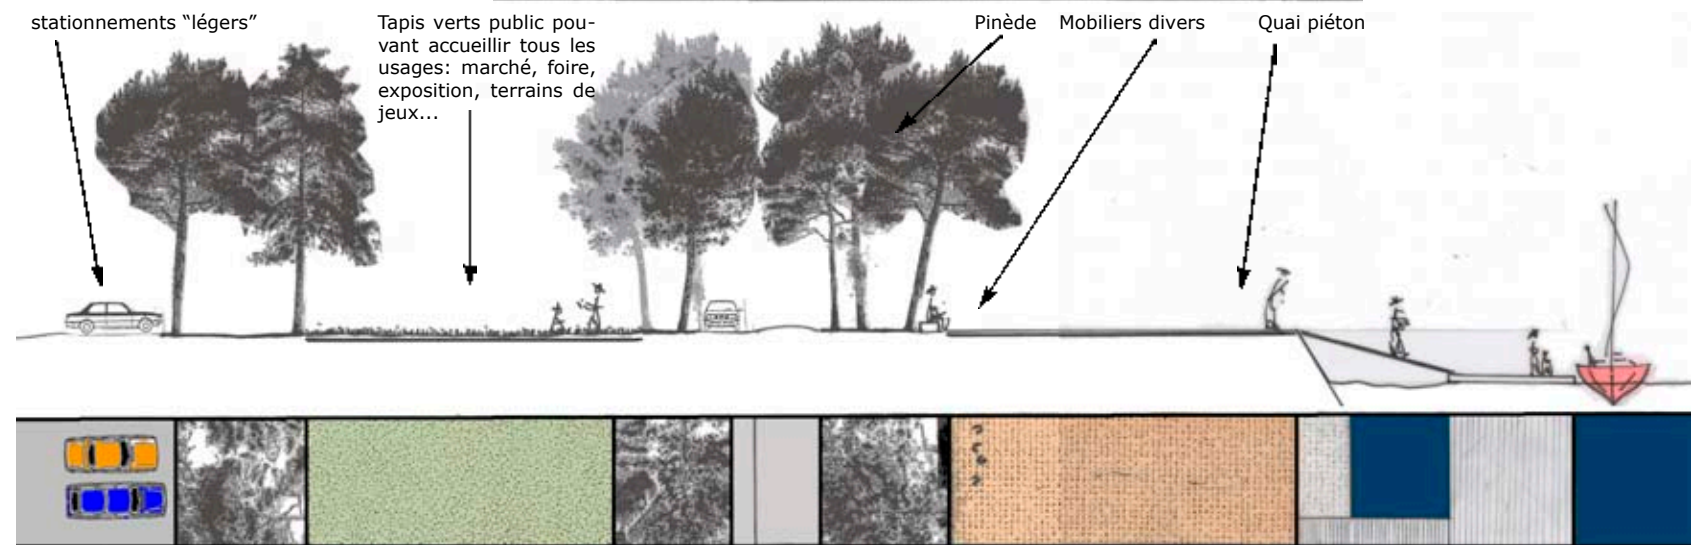 stationnements “légers”
Tapis verts public pou-
vant accueillir tous les
usages: marché, foire,
exposition, terrains de
jeux...
Pinède
Mobiliers divers
Quai piéton